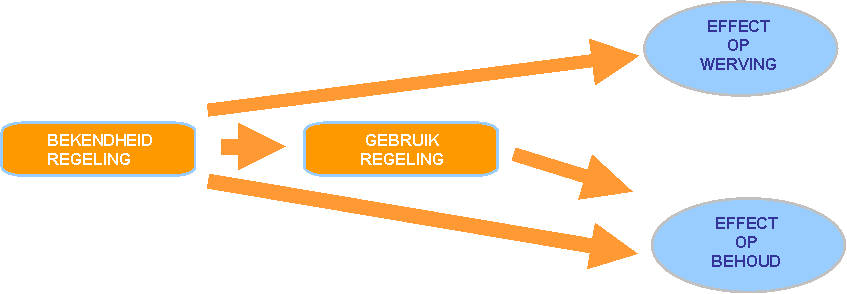 EFFECT
OP
WERVING
BEKENDHEID
REGELING
GEBRUIK
REGELING
EFFECT
OP
BEHOUD